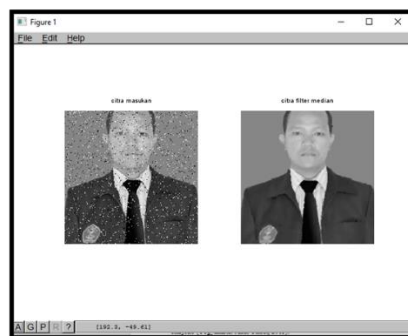 Figure 1
File Edit Help
citra masukan
citra filter median
A G P R ?